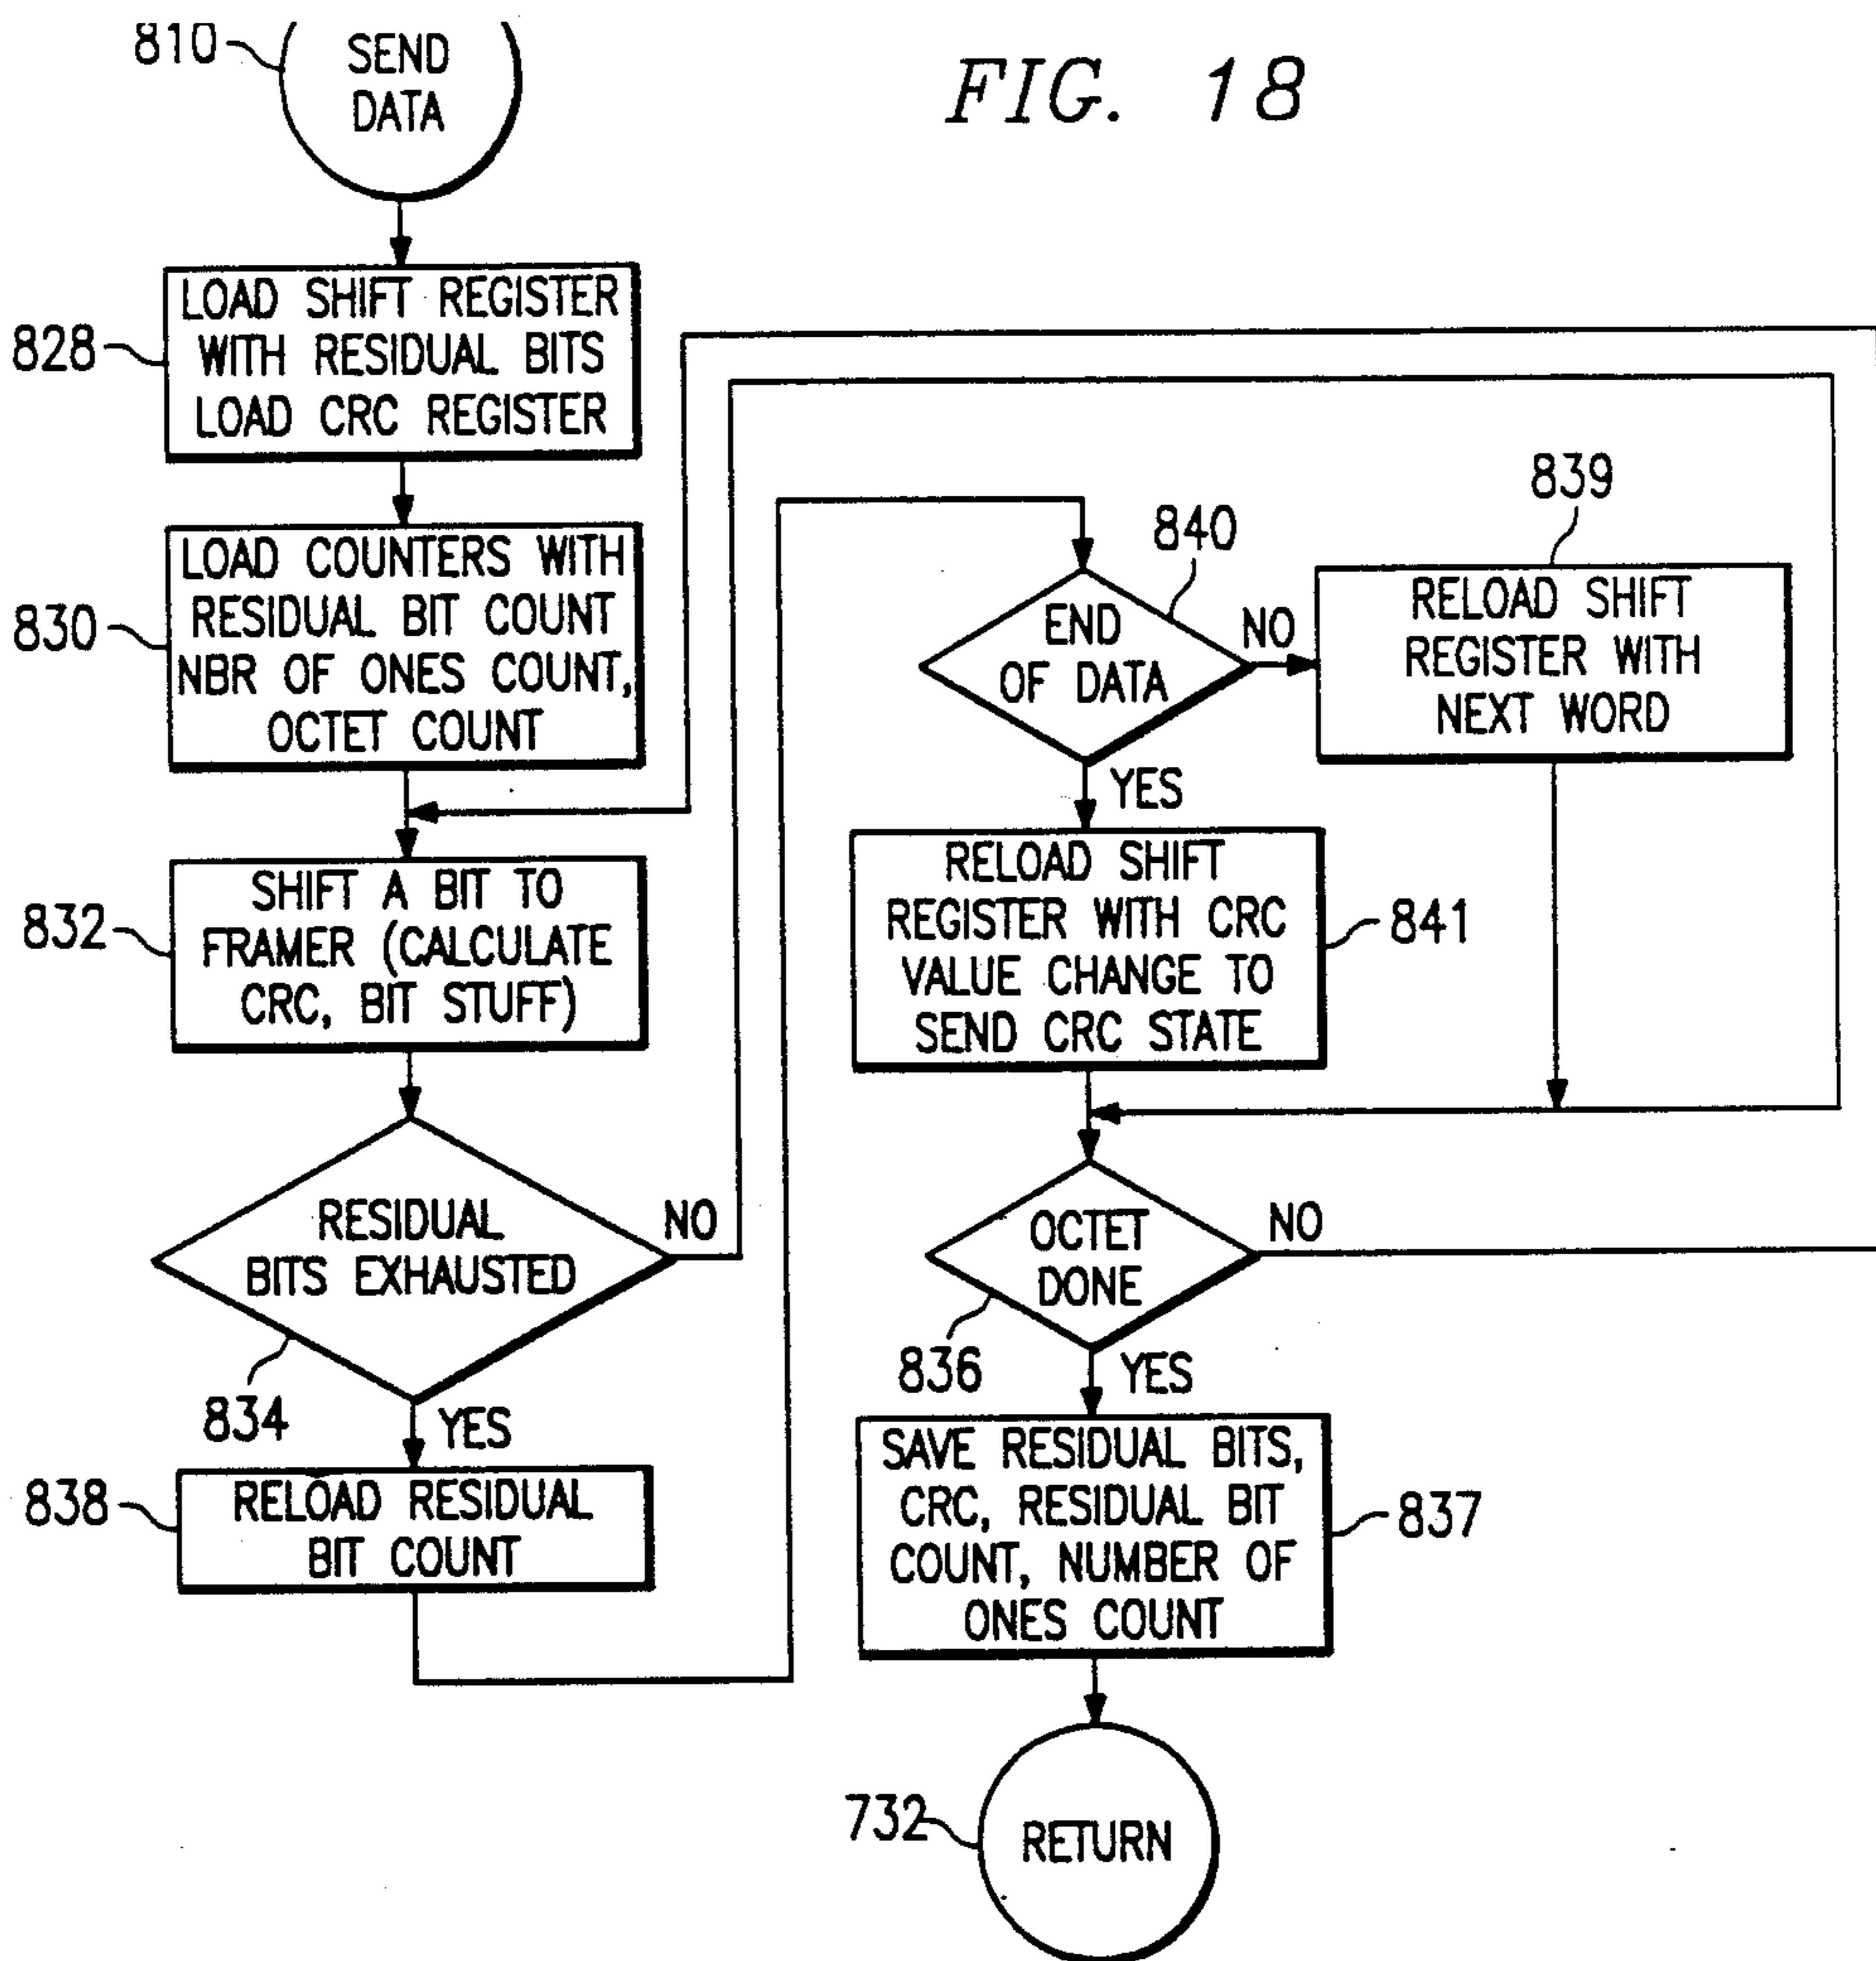 FIG. 18
810
SEND
DATA
828
LOAD SHIFT REGISTER
WITH RESIDUAL BITS
LOAD CRC REGISTER
830
LOAD COUNTERS WITH
RESIDUAL BIT COUNT
NBR OF ONES COUNT,
OCTET COUNT
832
SHIFT A BIT TO
FRAMER (CALCULATE
CRC, BIT STUFF)
RESIDUAL
BITS EXHAUSTED
NO
834
YES
838
RELOAD RESIDUAL
BIT COUNT
840
END
OF DATA
NO
YES
839
RELOAD SHIFT
REGISTER WITH
NEXT WORD
RELOAD SHIFT
REGISTER WITH CRC
VALUE CHANGE TO
SEND CRC STATE
841
OCTET
DONE
NO
836
YES
SAVE RESIDUAL BITS,
CRC, RESIDUAL BIT
COUNT, NUMBER OF
ONES COUNT
837
732
RETURN